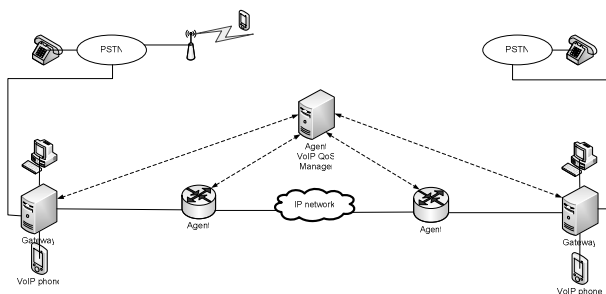 PSTN
PSTN
Agent
VoIP QoS
Manager
IP network
Agent
Agent
Gateway
Gateway
VoIP phone
VoIP phone